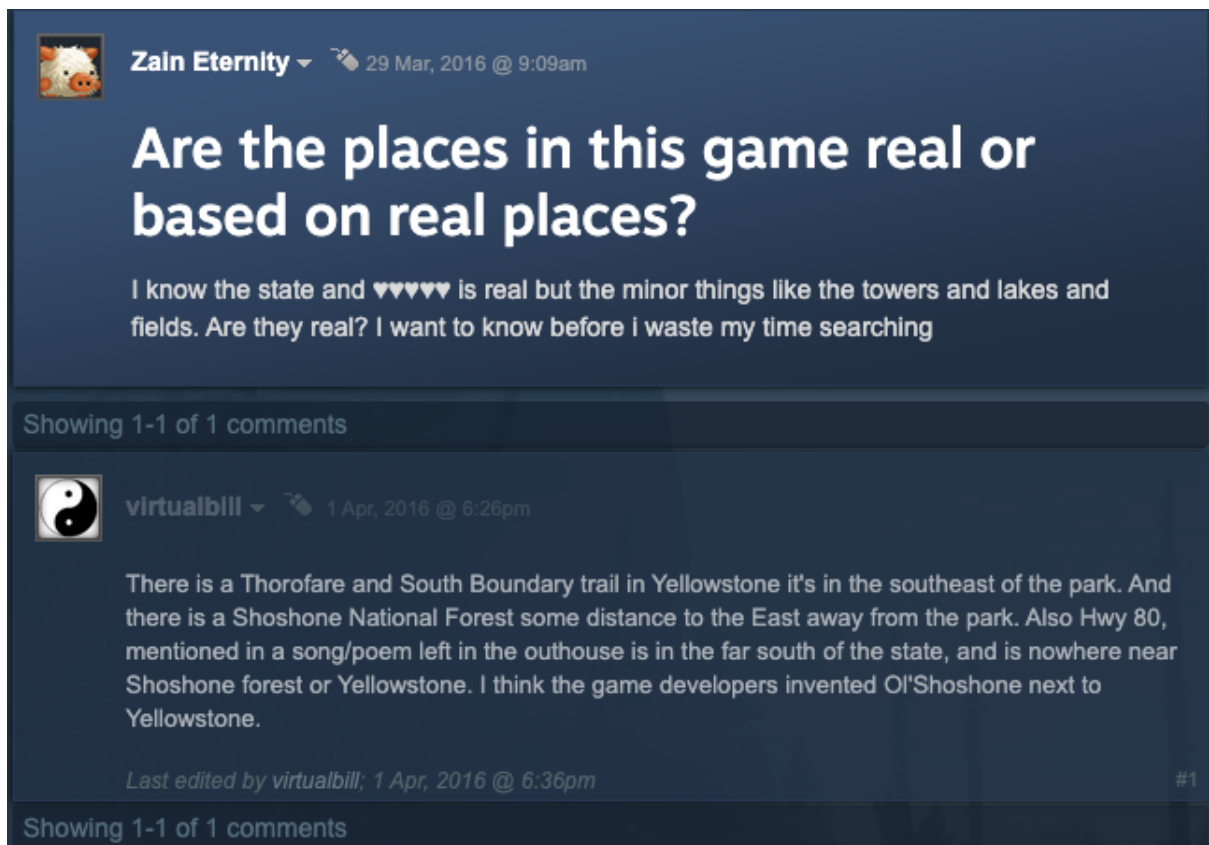 Zain Eternity 29 Mar, 2016 @ 9:09am
Are the places in this game real or
based on real places?
I know the state and ♥♥♥♥♥ is real but the minor things like the towers and lakes and
fields. Are they real? I want to know before i waste my time searching
Showing 1-1 of 1 comments
virtualbill 1 Apr, 2016 @ 6:26pm
There is a Thorofare and South Boundary trail in Yellowstone it's in the southeast of the park. And
there is a Shoshone National Forest some distance to the East away from the park. Also Hwy 80,
mentioned in a song/poem left in the outhouse is in the far south of the state, and is nowhere near
Shoshone forest or Yellowstone. I think the game developers invented Ol'Shoshone next to
Yellowstone.
Last edited by virtualbill; 1 Apr, 2016 @ 6:36pm
#1
Showing 1-1 of 1 comments